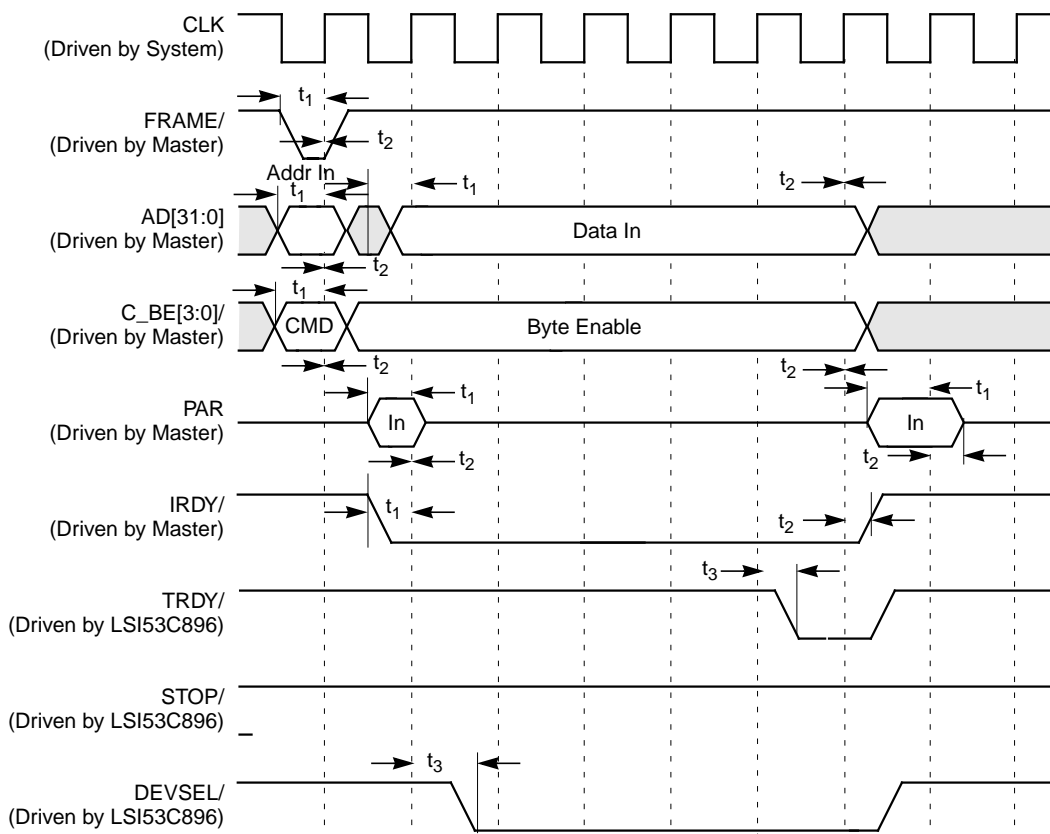 CLK
(Driven by System)
t1
FRAME/
(Driven by Master)
t2
Addr In
t1
t1
t2
AD[31:0]
(Driven by Master)
Data In
t2
t1
C_BE[3:0]/
(Driven by Master)
CMD
Byte Enable
t2
t2
t1
t1
PAR
(Driven by Master)
In
In
t2
t2
IRDY/
(Driven by Master)
t1
t2
t3
TRDY/
(Driven by LSI53C896)
STOP/
(Driven by LSI53C896)
t3
DEVSEL/
(Driven by LSI53C896)